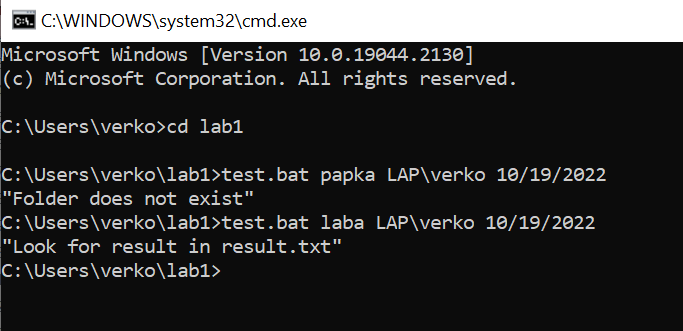 C:\WINDOWS\system32\cmd.exe
Microsoft Windows [Version 10.0.19044.2130]
(c) Microsoft Corporation. All rights reserved.
C:\Users\verko>cd lab1
C:\Users\verko\lab1>test.bat papka LAP\verko 10/19/2022
"Folder does not exist"
C:\Users\verko\lab1>test.bat laba LAP\verko 10/19/2022
"Look for result in result.txt"
C:\Users\verko\lab1>